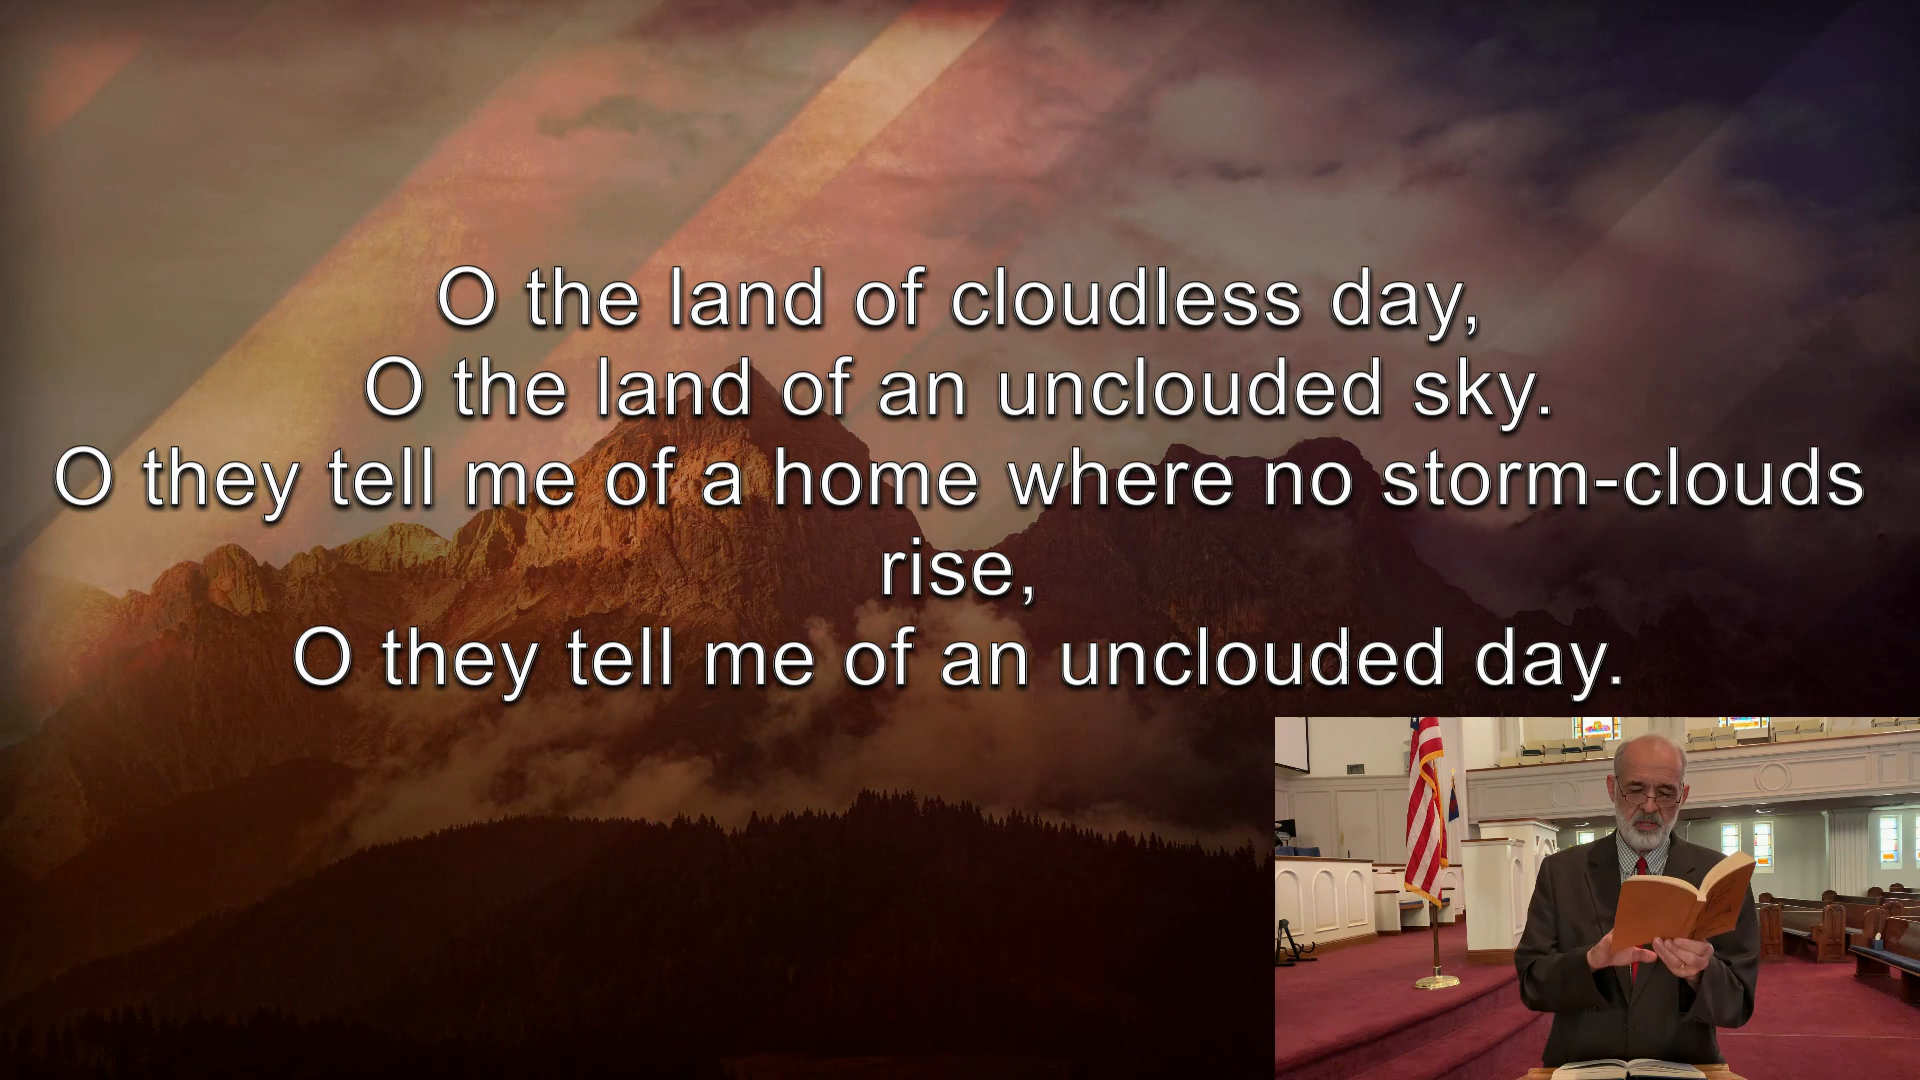 O the land of cloudless day,
O the land of an unclouded sky.
O they tell me of a home where no storm-clouds
rise,
O they tell me of an unclouded day.